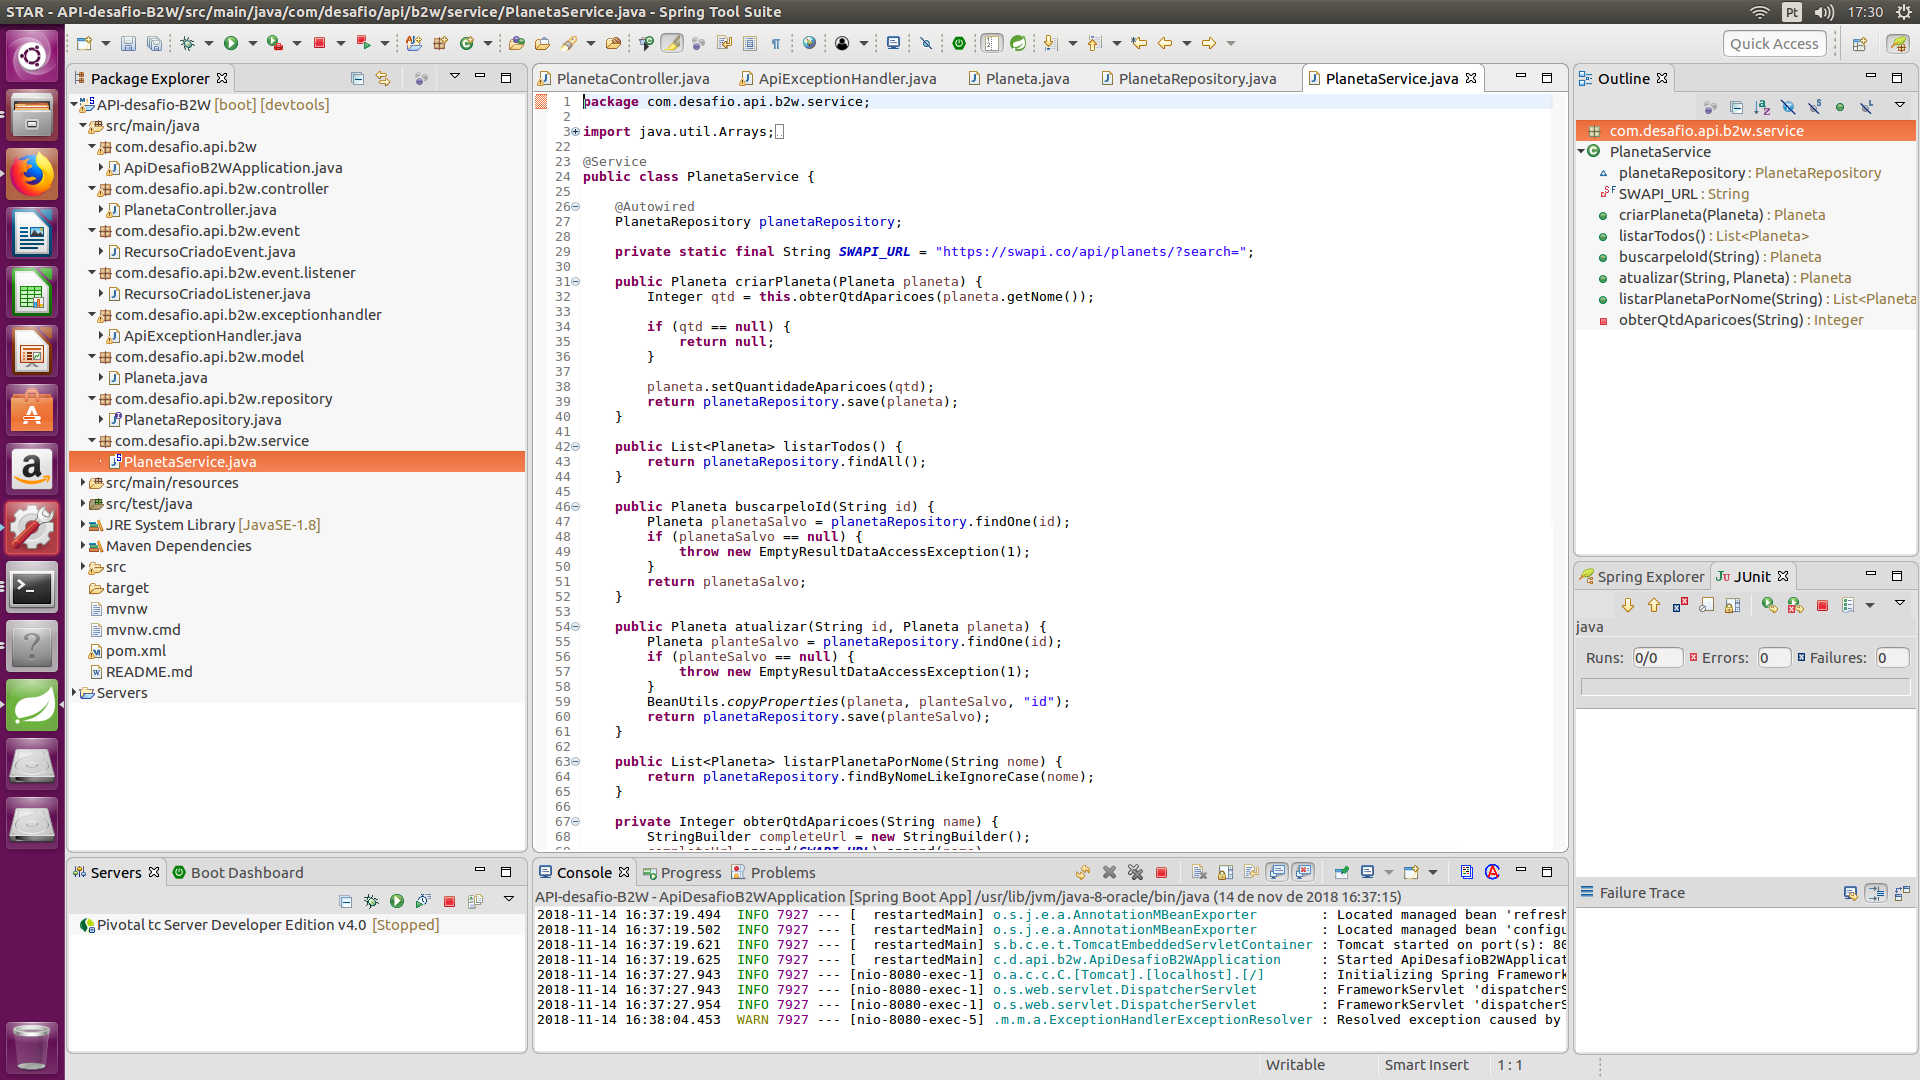 STAR - API-desafio-B2W/src/main/java/com/desafio/api/b2w/service/PlanetaService.java - Spring Tool Suite
Pt
17:30
Quick Access
Package Explorer
API-desafio-B2W [boot] [devtools]
src/main/java
com.desafio.api.b2w
ApiDesafioB2WApplication.java
com.desafio.api.b2w.controller
PlanetaController.java
com.desafio.api.b2w.event
RecursoCriadoEvent.java
com.desafio.api.b2w.event.listener
RecursoCriadoListener.java
com.desafio.api.b2w.exceptionhandler
ApiExceptionHandler.java
com.desafio.api.b2w.model
Planeta.java
com.desafio.api.b2w.repository
PlanetaRepository.java
com.desafio.api.b2w.service
PlanetaService.java
src/main/resources
src/test/java
JRE System Library [JavaSE-1.8]
Maven Dependencies
src
target
mvnw
mvnw.cmd
pom.xml
README.md
Servers
PlanetaController.java
ApiExceptionHandler.java
Planeta.java
PlanetaRepository.java
PlanetaService.java
1 package com.desafio.api.b2w.service;
2
3 import java.util.Arrays;
22
23 @Service
24 public class PlanetaService {
25
26 @Autowired
27 PlanetaRepository planetaRepository;
28
29 private static final String SWAPI_URL = "https://swapi.co/api/planets/?search=";
30
31 public Planeta criarPlaneta(Planeta planeta) {
32 Integer qtd = this.obterQtdAparicoes(planeta.getNome());
33
34 if (qtd == null) {
35 return null;
36 }
37
38 planeta.setQuantidadeAparicoes(qtd);
39 return planetaRepository.save(planeta);
40 }
41
42 public List<Planeta> listarTodos() {
43 return planetaRepository.findAll();
44 }
45
46 public Planeta buscarpeloId(String id) {
47 Planeta planetaSalvo = planetaRepository.findOne(id);
48 if (planetaSalvo == null) {
49 throw new EmptyResultDataAccessException(1);
50 }
51 return planetaSalvo;
52 }
53
54 public Planeta atualizar(String id, Planeta planeta) {
55 Planeta planteSalvo = planetaRepository.findOne(id);
56 if (planteSalvo == null) {
57 throw new EmptyResultDataAccessException(1);
58 }
59 BeanUtils.copyProperties(planeta, planteSalvo, "id");
60 return planetaRepository.save(planteSalvo);
61 }
62
63 public List<Planeta> listarPlanetaPorNome(String nome) {
64 return planetaRepository.findByNomeLikeIgnoreCase(nome);
65 }
66
67 private Integer obterQtdAparicoes(String name) {
68 StringBuilder completeUrl = new StringBuilder();
Outline
com.desafio.api.b2w.service
PlanetaService
planetaRepository : PlanetaRepository
SWAPI_URL : String
criarPlaneta(Planeta) : Planeta
listarTodos() : List<Planeta>
buscarpeloId(String) : Planeta
atualizar(String, Planeta) : Planeta
listarPlanetaPorNome(String) : List<Planeta
obterQtdAparicoes(String) : Integer
Spring Explorer
JUnit
java
Runs: 0/0 Errors: 0 Failures: 0
Failure Trace
Servers
Boot Dashboard
Pivotal tc Server Developer Edition v4.0 [Stopped]
Console
Progress
Problems
API-desafio-B2W - ApiDesafioB2WApplication [Spring Boot App] /usr/lib/jvm/java-8-oracle/bin/java (14 de nov de 2018 16:37:15)
2018-11-14 16:37:19.494 INFO 7927 --- [ restartedMain] o.s.j.e.a.AnnotationMBeanExporter : Located managed bean 'refresh
2018-11-14 16:37:19.502 INFO 7927 --- [ restartedMain] o.s.j.e.a.AnnotationMBeanExporter : Located managed bean 'configu
2018-11-14 16:37:19.621 INFO 7927 --- [ restartedMain] s.b.c.e.t.TomcatEmbeddedServletContainer : Tomcat started on port(s): 80
2018-11-14 16:37:19.625 INFO 7927 --- [ restartedMain] c.d.api.b2w.ApiDesafioB2WApplication : Started ApiDesafioB2WApplicat
2018-11-14 16:37:27.943 INFO 7927 --- [nio-8080-exec-1] o.a.c.c.C.[Tomcat].[localhost].[/] : Initializing Spring Framework
2018-11-14 16:37:27.943 INFO 7927 --- [nio-8080-exec-1] o.s.web.servlet.DispatcherServlet : FrameworkServlet 'dispatcherS
2018-11-14 16:37:27.954 INFO 7927 --- [nio-8080-exec-1] o.s.web.servlet.DispatcherServlet : FrameworkServlet 'dispatcherS
2018-11-14 16:38:04.453 WARN 7927 --- [nio-8080-exec-5] .m.m.a.ExceptionHandlerExceptionResolver : Resolved exception caused by
Writable
Smart Insert
1 : 1